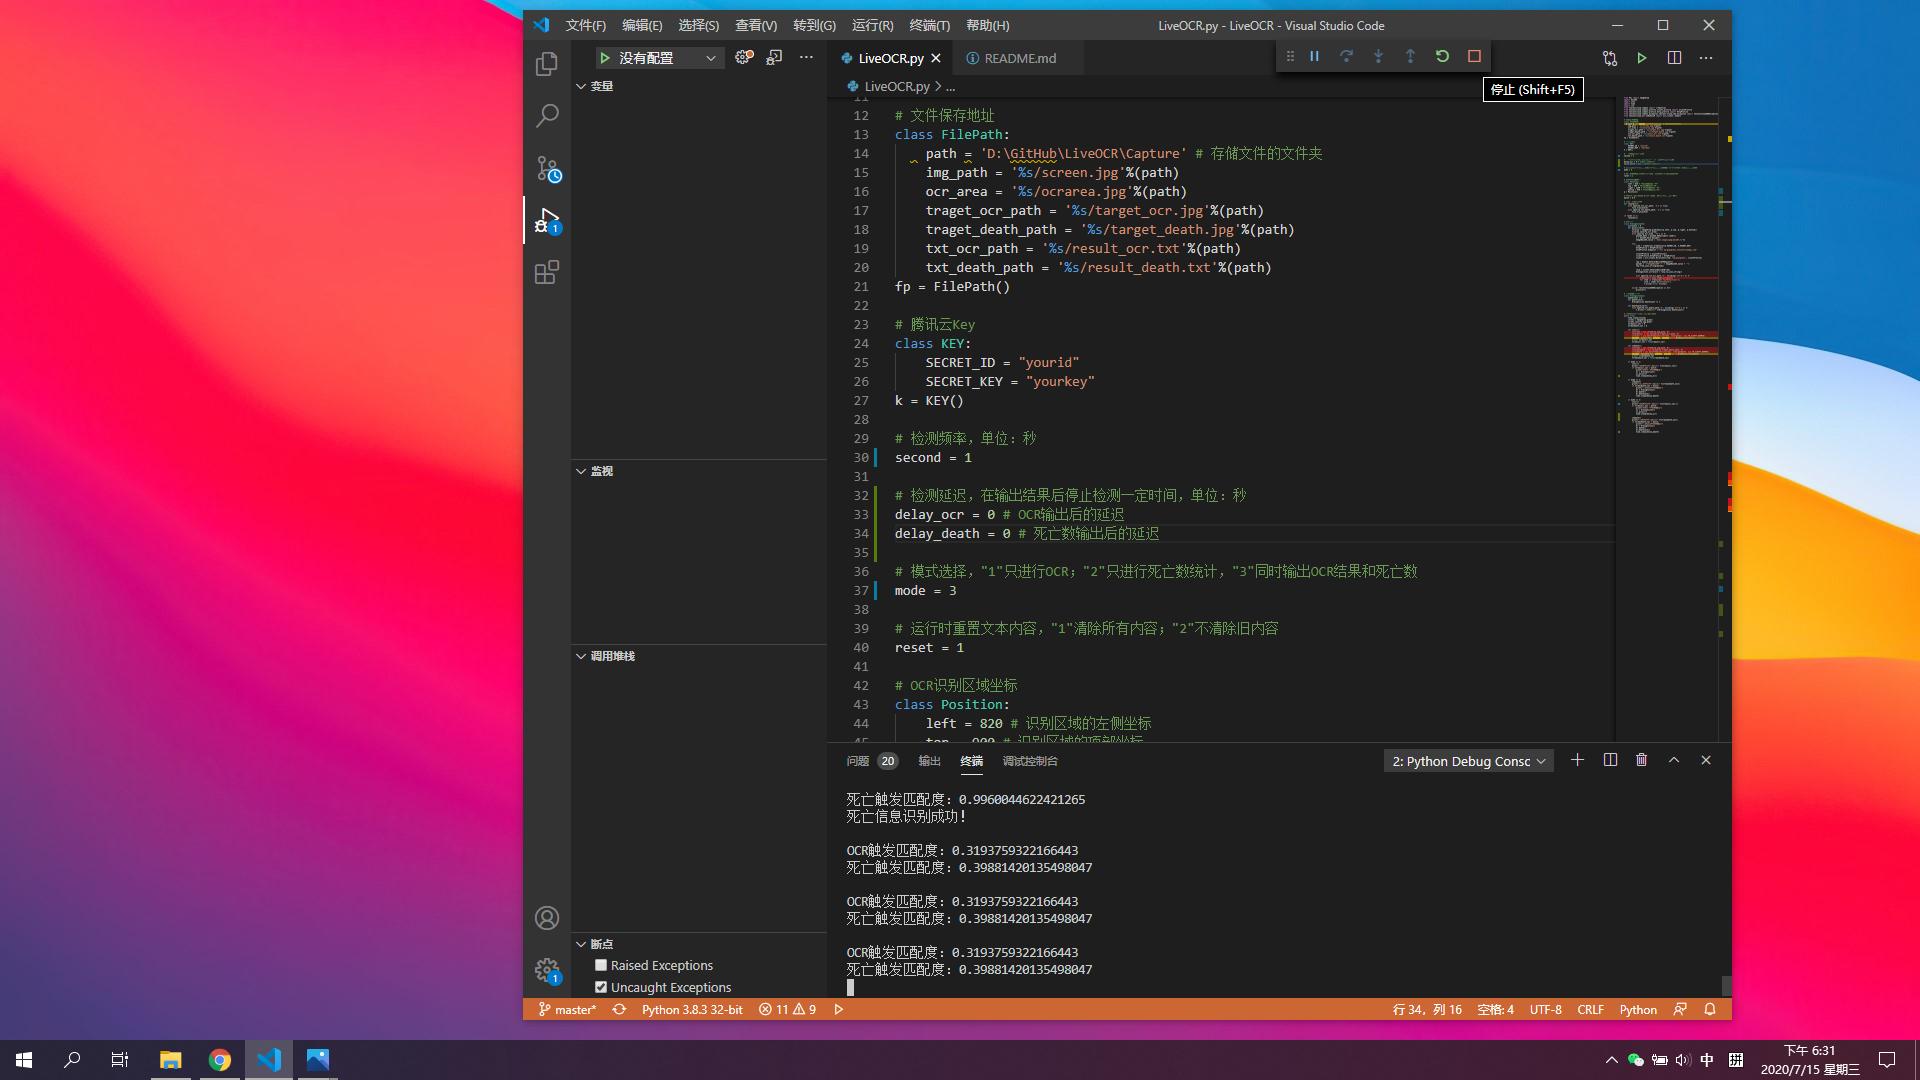 文件(F) 编辑(E) 选择(S) 查看(V) 转到(G) 运行(R) 终端(T) 帮助(H) LiveOCR.py - LiveOCR - Visual Studio Code
没有配置
LiveOCR.py README.md
停止 (Shift+F5)
LiveOCR.py > ...
变量
监视
调用堆栈
断点
Raised Exceptions
Uncaught Exceptions
1
1
11
12 # 文件保存地址
13 class FilePath:
14 path = 'D:\GitHub\LiveOCR\Capture' # 存储文件的文件夹
15 img_path = '%s/screen.jpg'%(path)
16 ocr_area = '%s/ocrarea.jpg'%(path)
17 traget_ocr_path = '%s/target_ocr.jpg'%(path)
18 traget_death_path = '%s/target_death.jpg'%(path)
19 txt_ocr_path = '%s/result_ocr.txt'%(path)
20 txt_death_path = '%s/result_death.txt'%(path)
21 fp = FilePath()
22
23 # 腾讯云Key
24 class KEY:
25 SECRET_ID = "yourid"
26 SECRET_KEY = "yourkey"
27 k = KEY()
28
29 # 检测频率，单位：秒
30 second = 1
31
32 # 检测延迟，在输出结果后停止检测一定时间，单位：秒
33 delay_ocr = 0 # OCR输出后的延迟
34 delay_death = 0 # 死亡数输出后的延迟
35
36 # 模式选择，"1"只进行OCR；"2"只进行死亡数统计，"3"同时输出OCR结果和死亡数
37 mode = 3
38
39 # 运行时重置文本内容，"1"清除所有内容；"2"不清除旧内容
40 reset = 1
41
42 # OCR识别区域坐标
43 class Position:
44 left = 820 # 识别区域的左侧坐标
45 top = 900 # 识别区域的顶部坐标
问题 20 输出 终端 调试控制台 2: Python Debug Consc
死亡触发匹配度：0.9960044622421265
死亡信息识别成功！
OCR触发匹配度：0.3193759322166443
死亡触发匹配度：0.39881420135498047
OCR触发匹配度：0.3193759322166443
死亡触发匹配度：0.39881420135498047
OCR触发匹配度：0.3193759322166443
死亡触发匹配度：0.39881420135498047
master* Python 3.8.3 32-bit 11 9 行 34，列 16 空格: 4 UTF-8 CRLF Python
中 拼 下午 6:31
2020/7/15 星期三